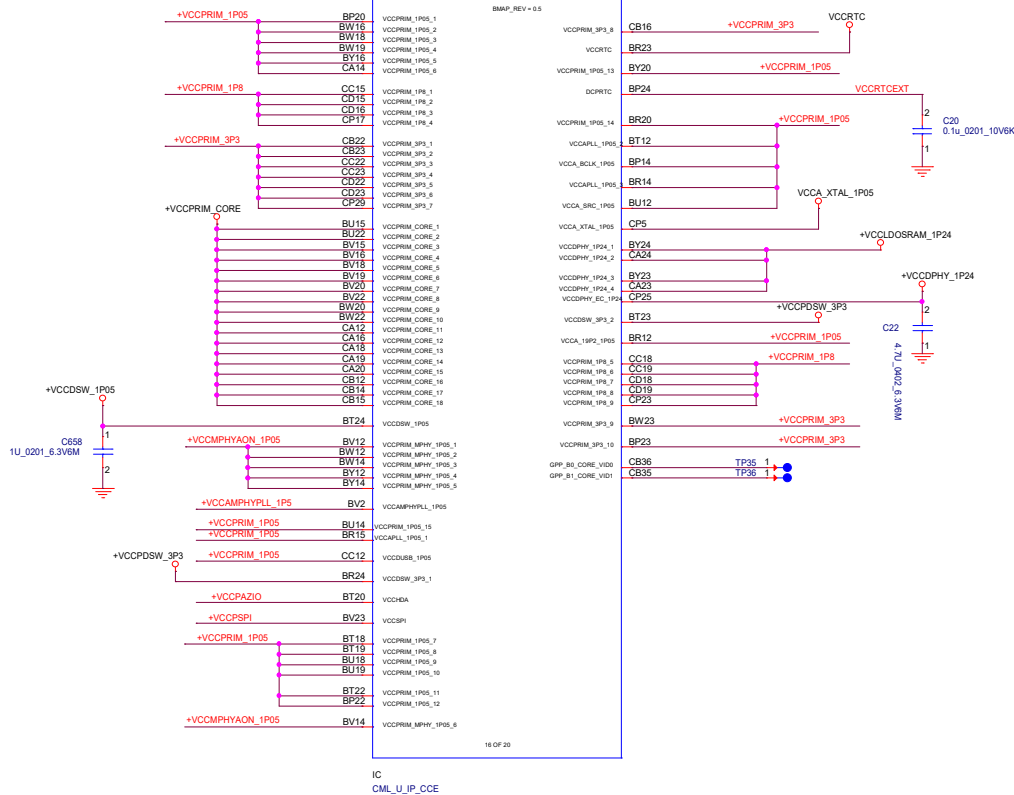 BMAP_REV = 0.5
+VCCPRIM_1P05
BP20 VCCPRIM_1P05_1
BW16 VCCPRIM_1P05_2
BW18 VCCPRIM_1P05_3
BW19 VCCPRIM_1P05_4
BY16 VCCPRIM_1P05_5
CA14 VCCPRIM_1P05_6
+VCCPRIM_1P8
CC15 VCCPRIM_1P8_1
CD15 VCCPRIM_1P8_2
CD16 VCCPRIM_1P8_3
CP17 VCCPRIM_1P8_4
+VCCPRIM_3P3
CB22 VCCPRIM_3P3_1
CB23 VCCPRIM_3P3_2
CC22 VCCPRIM_3P3_3
CC23 VCCPRIM_3P3_4
CD22 VCCPRIM_3P3_5
CD23 VCCPRIM_3P3_6
CP29 VCCPRIM_3P3_7
+VCCPRIM_CORE
BU15 VCCPRIM_CORE_1
BU22 VCCPRIM_CORE_2
BV15 VCCPRIM_CORE_3
BV16 VCCPRIM_CORE_4
BV18 VCCPRIM_CORE_5
BV19 VCCPRIM_CORE_6
BV20 VCCPRIM_CORE_7
BV22 VCCPRIM_CORE_8
BW20 VCCPRIM_CORE_9
BW22 VCCPRIM_CORE_10
CA12 VCCPRIM_CORE_11
CA16 VCCPRIM_CORE_12
CA18 VCCPRIM_CORE_13
CA19 VCCPRIM_CORE_14
CA20 VCCPRIM_CORE_15
CB12 VCCPRIM_CORE_16
CB14 VCCPRIM_CORE_17
CB15 VCCPRIM_CORE_18
+VCCDSW_1P05
BT24 VCCDSW_1P05
1
C658
1U_0201_6.3V6M
2
+VCCMPHYAON_1P05
BV12 VCCPRIM_MPHY_1P05_1
BW12 VCCPRIM_MPHY_1P05_2
BW14 VCCPRIM_MPHY_1P05_3
BY12 VCCPRIM_MPHY_1P05_4
BY14 VCCPRIM_MPHY_1P05_5
+VCCAMPHYPLL_1P5 BV2 VCCAMPHYPLL_1P05
+VCCPRIM_1P05 BU14 VCCPRIM_1P05_15
+VCCPRIM_1P05 BR15 VCCAPLL_1P05_1
+VCCPRIM_1P05 CC12 VCCDUSB_1P05
+VCCPDSW_3P3
BR24 VCCDSW_3P3_1
+VCCPAZIO BT20 VCCHDA
+VCCPSPI BV23 VCCSPI
+VCCPRIM_1P05
BT18 VCCPRIM_1P05_7
BT19 VCCPRIM_1P05_8
BU18 VCCPRIM_1P05_9
BU19 VCCPRIM_1P05_10
BT22 VCCPRIM_1P05_11
BP22 VCCPRIM_1P05_12
+VCCMPHYAON_1P05 BV14 VCCPRIM_MPHY_1P05_6
VCCPRIM_3P3_8 CB16 +VCCPRIM_3P3
VCCRTC
VCCRTC BR23
VCCPRIM_1P05_13 BY20 +VCCPRIM_1P05
DCPRTC BP24 VCCRTCEXT
2
C20
0.1u_0201_10V6K
1
VCCPRIM_1P05_14 BR20 +VCCPRIM_1P05
VCCAPLL_1P05_2 BT12
VCCA_BCLK_1P05 BP14
VCCAPLL_1P05_3 BR14
VCCA_SRC_1P05 BU12
VCCA_XTAL_1P05
VCCA_XTAL_1P05 CP5
+VCCLDOSRAM_1P24
VCCDPHY_1P24_1 BY24
VCCDPHY_1P24_2 CA24
VCCDPHY_1P24_3 BY23
VCCDPHY_1P24_4 CA23
+VCCDPHY_1P24
VCCDPHY_EC_1P24 CP25
2
C22
4.7U_0402_6.3V6M
1
+VCCPDSW_3P3
VCCDSW_3P3_2 BT23
VCCA_19P2_1P05 BR12 +VCCPRIM_1P05
VCCPRIM_1P8_5 CC18 +VCCPRIM_1P8
VCCPRIM_1P8_6 CC19
VCCPRIM_1P8_7 CD18
VCCPRIM_1P8_8 CD19
VCCPRIM_1P8_9 CP23
VCCPRIM_3P3_9 BW23 +VCCPRIM_3P3
VCCPRIM_3P3_10 BP23 +VCCPRIM_3P3
GPP_B0_CORE_VID0 CB36 TP35 1
GPP_B1_CORE_VID1 CB35 TP36 1
16 OF 20
IC
CML_U_IP_CCE